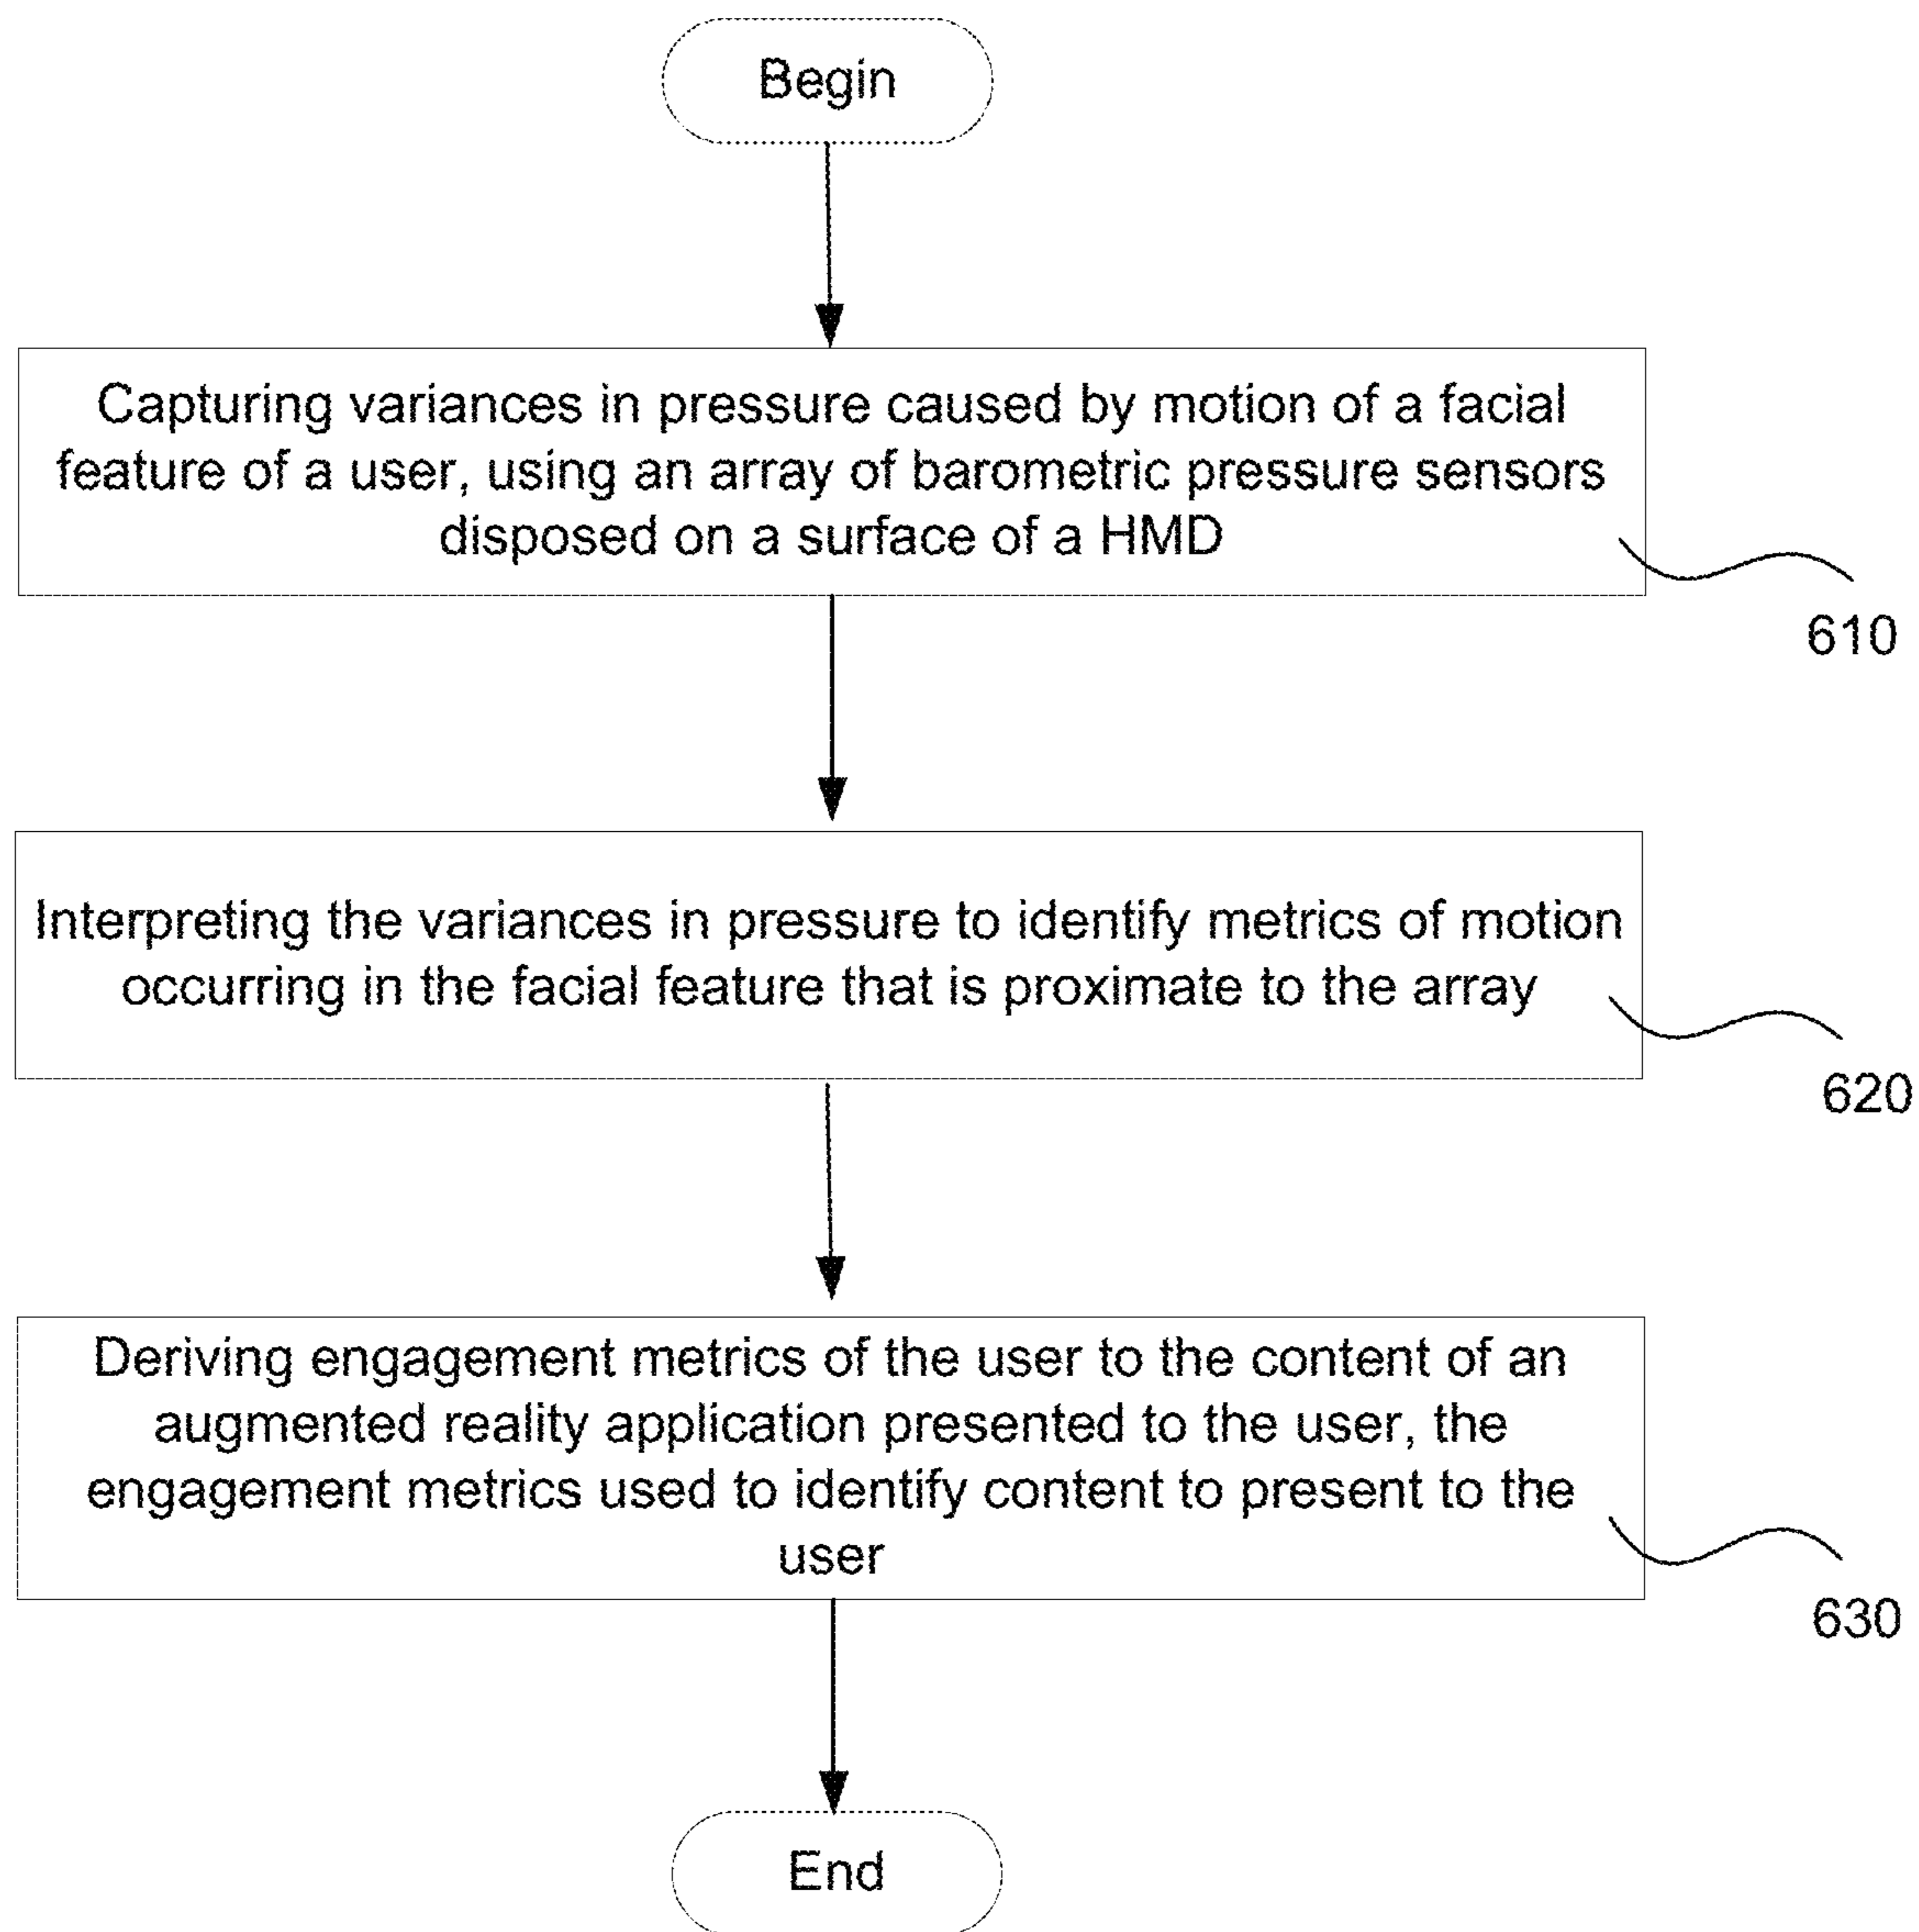 Begin
Capturing variances in pressure caused by motion of a facial
feature of a user, using an array of barometric pressure sensors
disposed on a surface of a HMD
610
Interpreting the variances in pressure to identify metrics of motion
occurring in the facial feature that is proximate to the array
620
Deriving engagement metrics of the user to the content of an
augmented reality application presented to the user, the
engagement metrics used to identify content to present to the
user
630
End